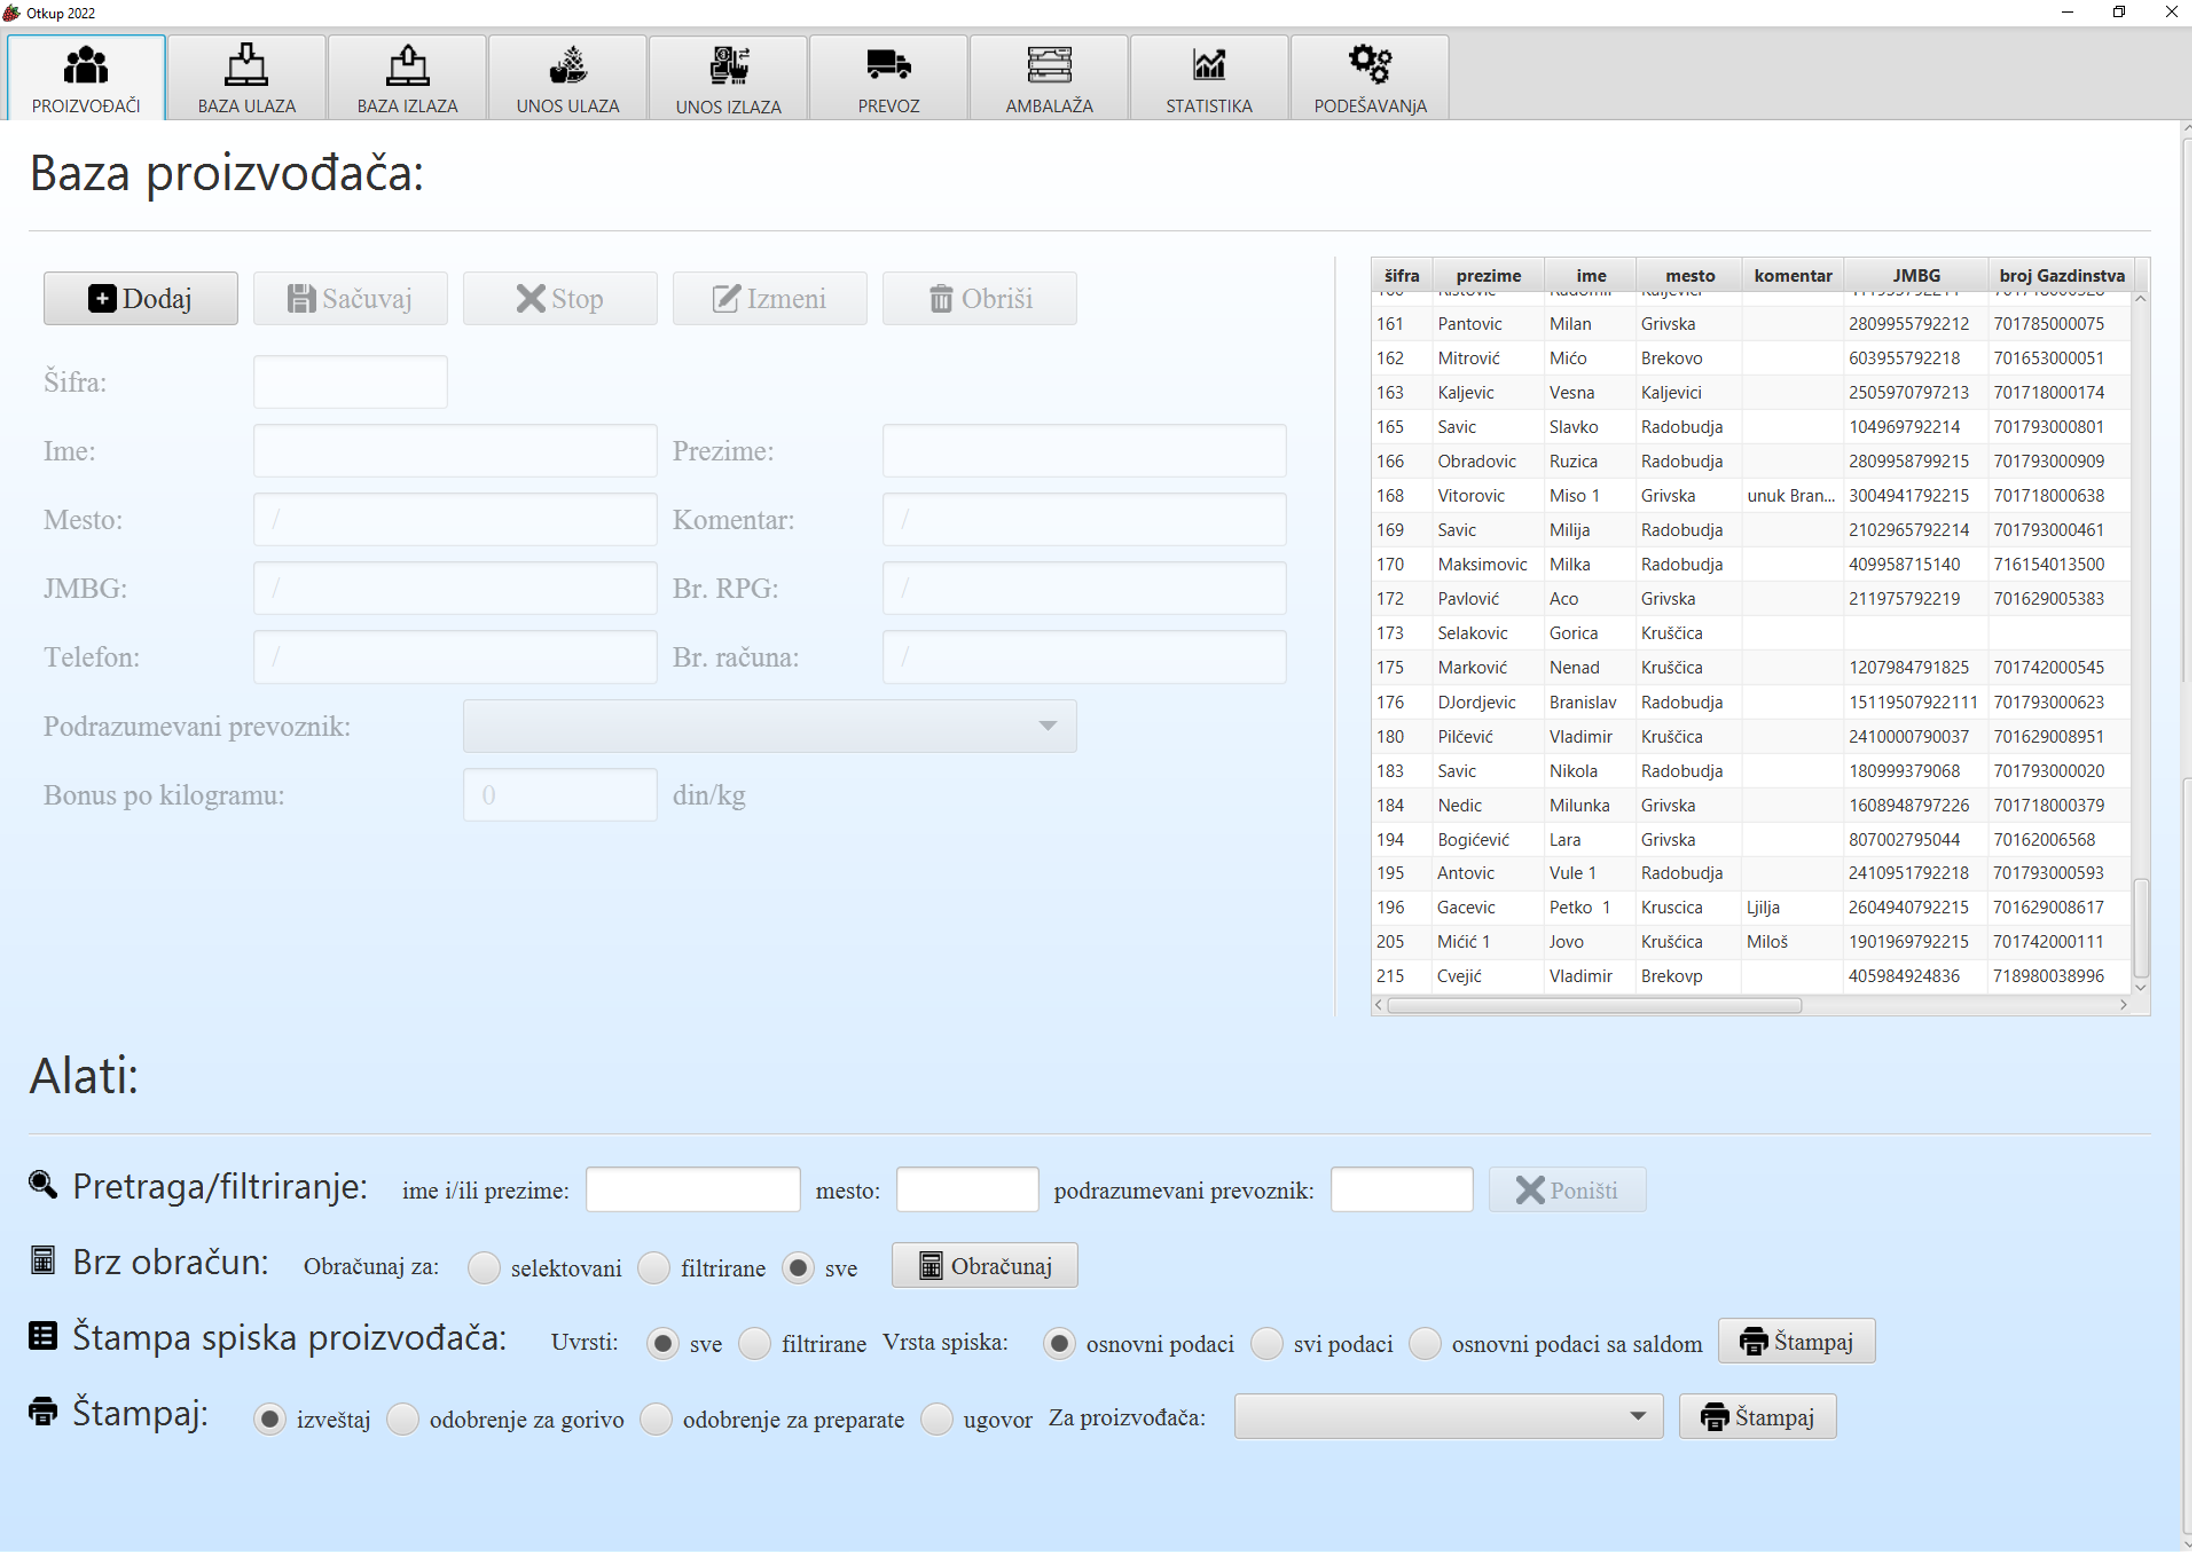 Otkup 2022
PROIZVOĐAČI BAZA ULAZA BAZA IZLAZA UNOS ULAZA UNOS IZLAZA PREVOZ AMBALAŽA STATISTIKA PODEŠAVANjA
Baza proizvođača:
Dodaj Sačuvaj Stop Izmeni Obriši
Šifra:
Ime: Prezime:
Mesto: / Komentar: /
JMBG: / Br. RPG: /
Telefon: / Br. računa: /
Podrazumevani prevoznik:
Bonus po kilogramu: 0 din/kg
šifra prezime ime mesto komentar JMBG broj Gazdinstva
161 Pantovic Milan Grivska 2809955792212 701785000075
162 Mitrović Mićo Brekovo 603955792218 701653000051
163 Kaljevic Vesna Kaljevici 2505970797213 701718000174
165 Savic Slavko Radobudja 104969792214 701793000801
166 Obradovic Ruzica Radobudja 2809958799215 701793000909
168 Vitorovic Miso 1 Grivska unuk Bran... 3004941792215 701718000638
169 Savic Milija Radobudja 2102965792214 701793000461
170 Maksimovic Milka Radobudja 409958715140 716154013500
172 Pavlović Aco Grivska 211975792219 701629005383
173 Selakovic Gorica Kruščica
175 Marković Nenad Kruščica 1207984791825 701742000545
176 DJordjevic Branislav Radobudja 15119507922111 701793000623
180 Pilčević Vladimir Kruščica 2410000790037 701629008951
183 Savic Nikola Radobudja 180999379068 701793000020
184 Nedic Milunka Grivska 1608948797226 701718000379
194 Bogićević Lara Grivska 807002795044 70162006568
195 Antovic Vule 1 Radobudja 2410951792218 701793000593
196 Gacevic Petko 1 Kruscica Ljilja 2604940792215 701629008617
205 Mićić 1 Jovo Krušćica Miloš 1901969792215 701742000111
215 Cvejić Vladimir Brekovp 405984924836 718980038996
Alati:
Pretraga/filtriranje: ime i/ili prezime: mesto: podrazumevani prevoznik: Poništi
Brz obračun: Obračunaj za: selektovani filtrirane sve Obračunaj
Štampa spiska proizvođača: Uvrsti: sve filtrirane Vrsta spiska: osnovni podaci svi podaci osnovni podaci sa saldom Štampaj
Štampaj: izveštaj odobrenje za gorivo odobrenje za preparate ugovor Za proizvođača: Štampaj